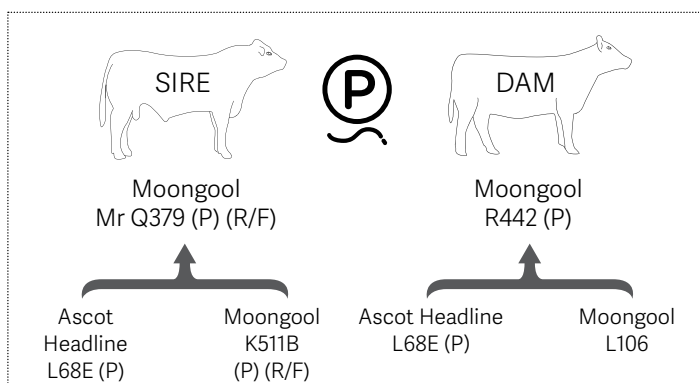 SIRE
P
DAM
Moongool
Mr Q379 (P) (R/F)
Moongool
R442 (P)
Ascot
Headline
L68E (P)
Moongool
K511B
(P) (R/F)
Ascot Headline
L68E (P)
Moongool
L106